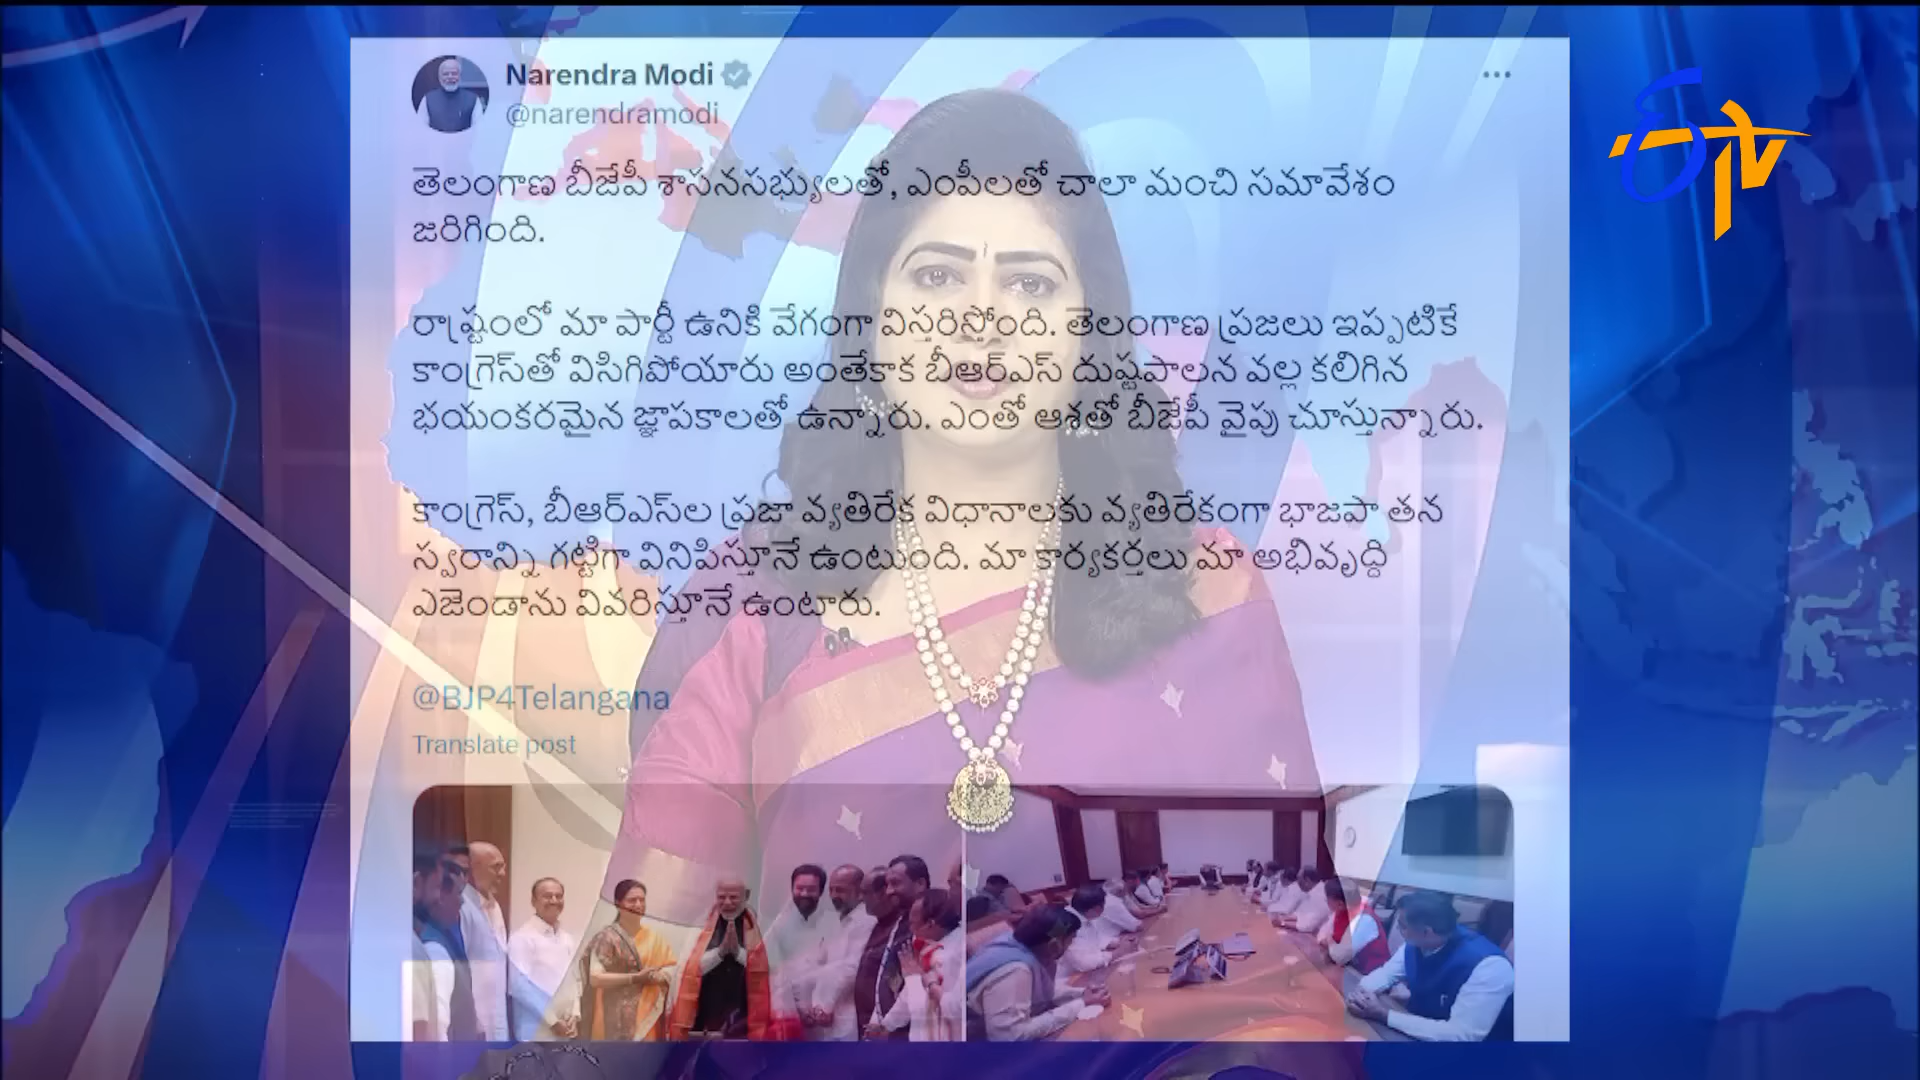 Narendra Modi
@narendramodi
తెలంగాణ బీజేపీ శాసనసభ్యులతో, ఎంపీలతో చాలా మంచి సమావేశం
జరిగింది.
రాష్ట్రంలో మా పార్టీ ఉనికి వేగంగా విస్తరిస్తోంది. తెలంగాణ ప్రజలు ఇప్పటికే
కాంగ్రెస్‌తో విసిగిపోయారు అంతేకాక బీఆర్ఎస్ దుష్టపాలన వల్ల కలిగిన
భయంకరమైన జ్ఞాపకాలతో ఉన్నారు. ఎంతో ఆశతో బీజేపీ వైపు చూస్తున్నారు.
కాంగ్రెస్, బీఆర్ఎస్‌ల ప్రజా వ్యతిరేక విధానాలకు వ్యతిరేకంగా భాజపా తన
స్వరాన్ని గట్టిగా వినిపిస్తూనే ఉంటుంది. మా కార్యకర్తలు మా అభివృద్ధి
ఎజెండాను వివరిస్తూనే ఉంటారు.
@BJP4Telangana
Translate post
ETV